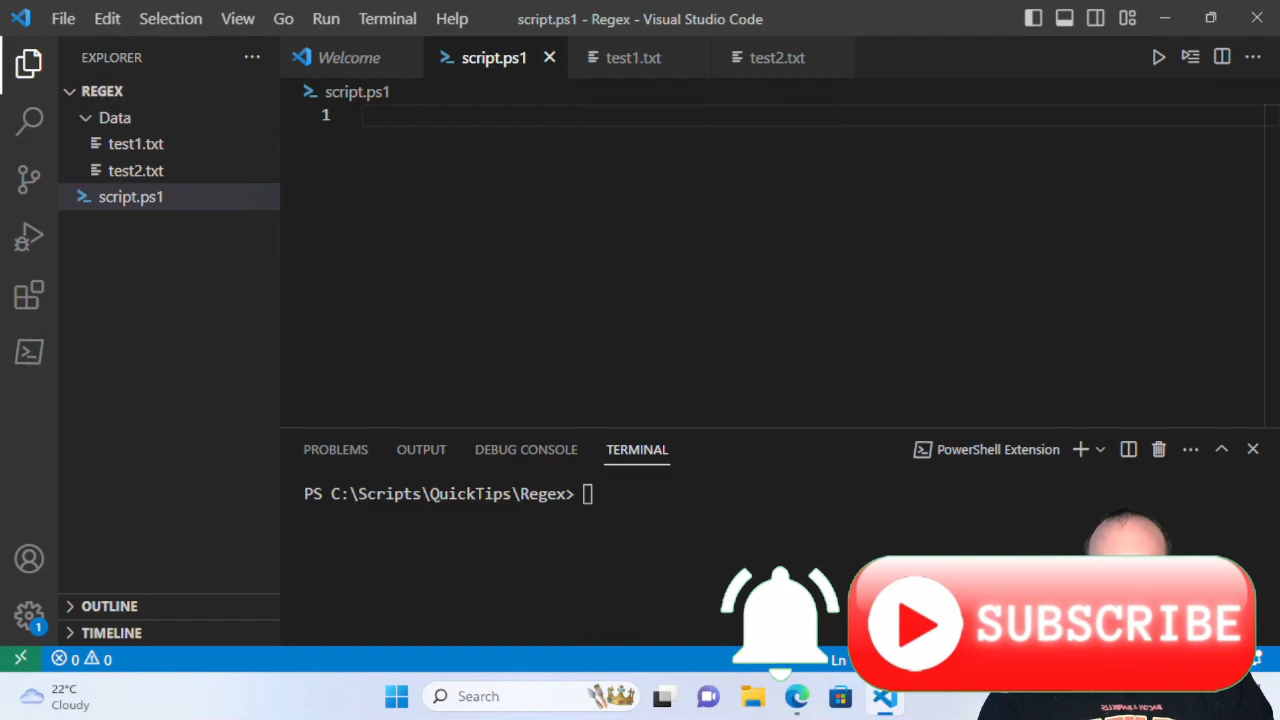 File Edit Selection View Go Run Terminal Help script.ps1 - Regex - Visual Studio Code
EXPLORER
Welcome script.ps1 test1.txt test2.txt
REGEX
script.ps1
Data
1
test1.txt
test2.txt
script.ps1
PROBLEMS OUTPUT DEBUG CONSOLE TERMINAL PowerShell Extension
PS C:\Scripts\QuickTips\Regex>
OUTLINE
1
TIMELINE
SUBSCRIBE
0 0 Ln
22°C
Cloudy
Search